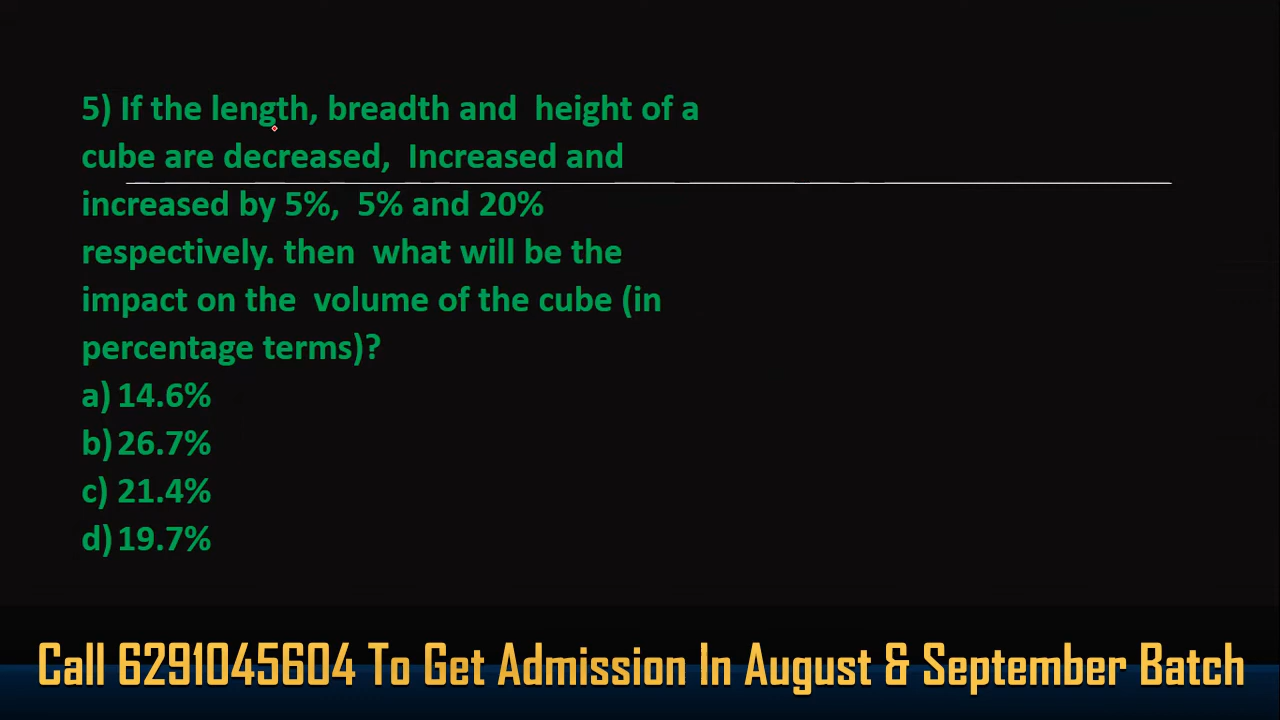 5) If the length, breadth and height of a
cube are decreased, Increased and
increased by 5%, 5% and 20%
respectively. then what will be the
impact on the volume of the cube (in
percentage terms)?
a) 14.6%
b) 26.7%
c) 21.4%
d) 19.7%
Call 6291045604 To Get Admission In August & September Batch